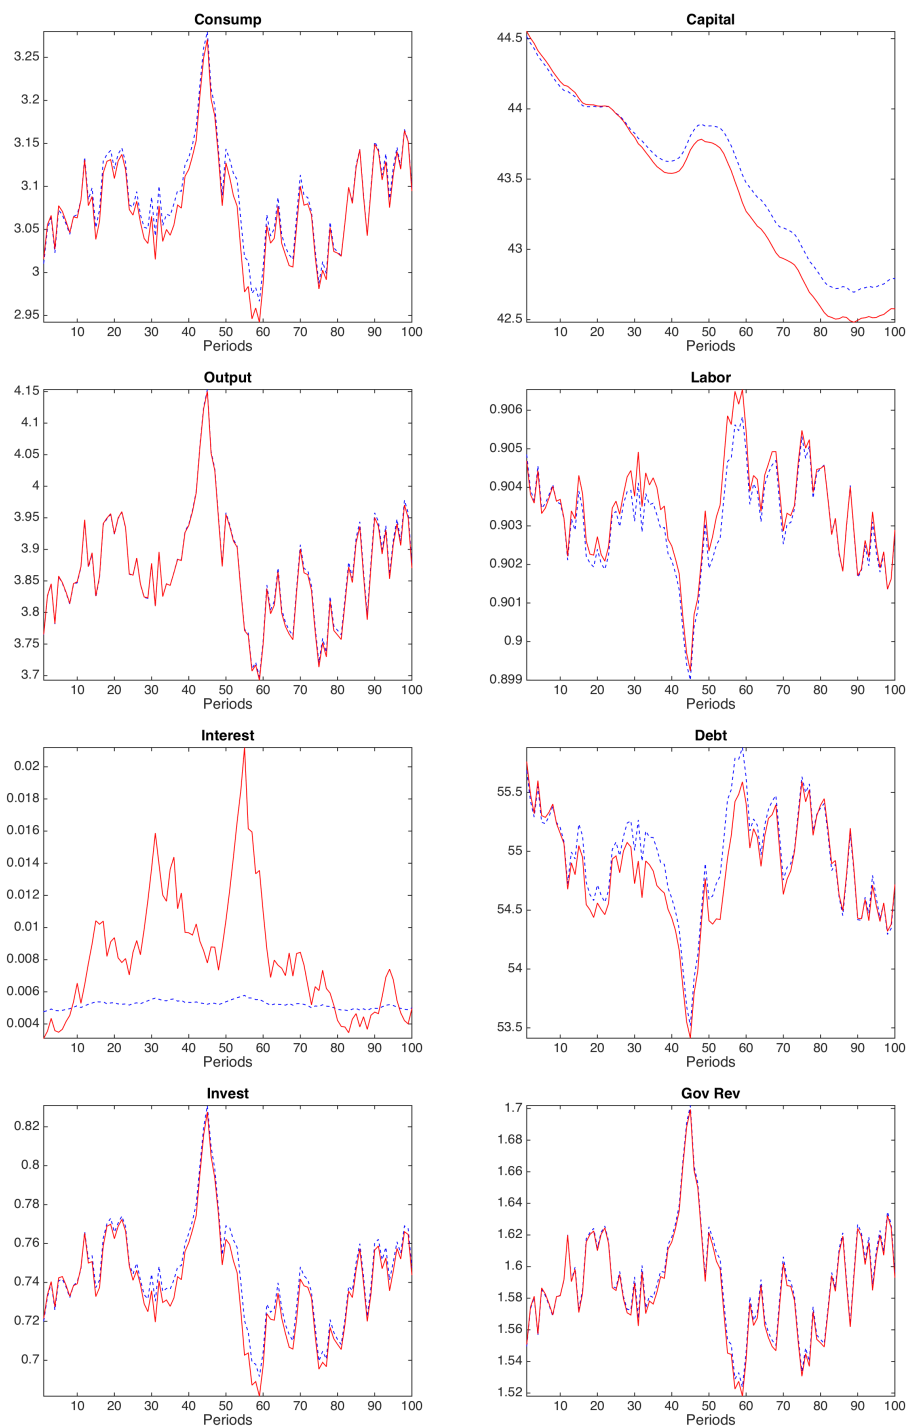 Consump
3.25
3.2
3.15
3.1
3.05
3
2.95
10 20 30 40 50 60 70 80 90 100
Periods
Capital
44.5
44
43.5
43
42.5
10 20 30 40 50 60 70 80 90 100
Periods
Output
4.15
4.1
4.05
4
3.95
3.9
3.85
3.8
3.75
3.7
10 20 30 40 50 60 70 80 90 100
Periods
Labor
0.906
0.905
0.904
0.903
0.902
0.901
0.9
0.899
10 20 30 40 50 60 70 80 90 100
Periods
Interest
0.02
0.018
0.016
0.014
0.012
0.01
0.008
0.006
0.004
10 20 30 40 50 60 70 80 90 100
Periods
Debt
55.5
55
54.5
54
53.5
10 20 30 40 50 60 70 80 90 100
Periods
Invest
0.82
0.8
0.78
0.76
0.74
0.72
0.7
10 20 30 40 50 60 70 80 90 100
Periods
Gov Rev
1.7
1.68
1.66
1.64
1.62
1.6
1.58
1.56
1.54
1.52
10 20 30 40 50 60 70 80 90 100
Periods